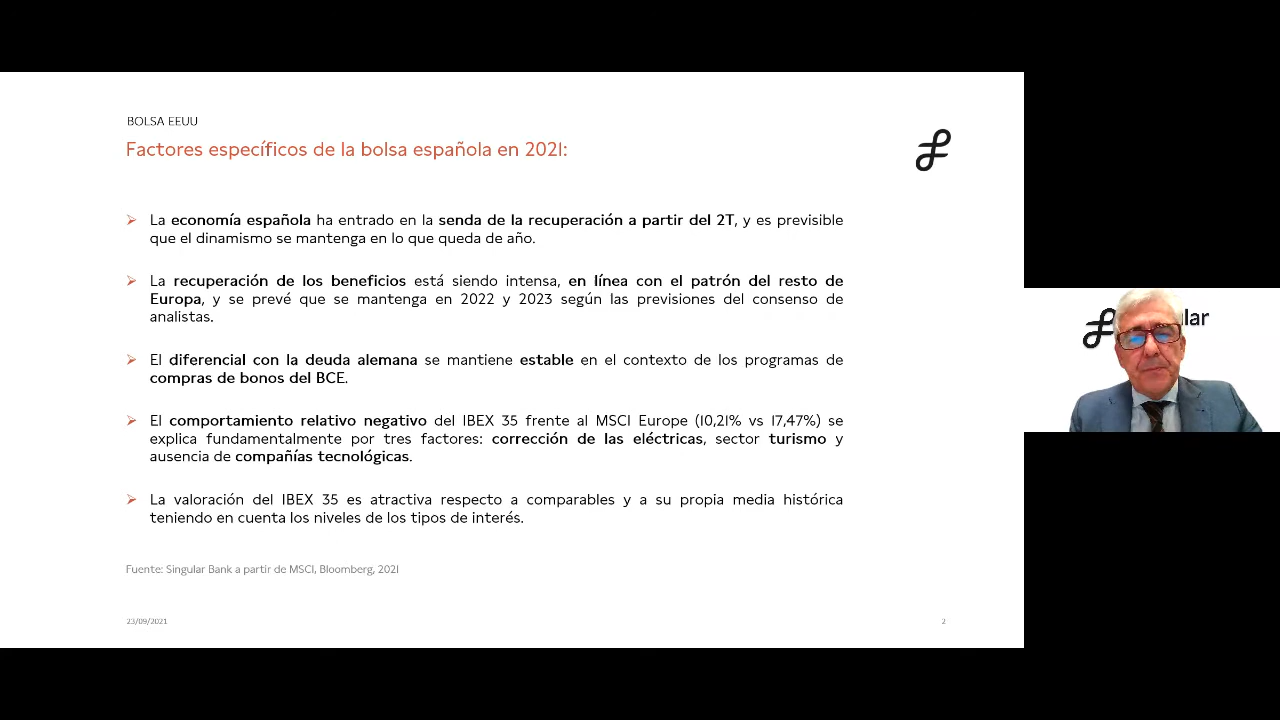 BOLSA EEUU
Factores específicos de la bolsa española en 2021:
La economía española ha entrado en la senda de la recuperación a partir del 2T, y es previsible
que el dinamismo se mantenga en lo que queda de año.
La recuperación de los beneficios está siendo intensa, en línea con el patrón del resto de
Europa, y se prevé que se mantenga en 2022 y 2023 según las previsiones del consenso de
analistas.
El diferencial con la deuda alemana se mantiene estable en el contexto de los programas de
compras de bonos del BCE.
El comportamiento relativo negativo del IBEX 35 frente al MSCI Europe (10,21% vs 17,47%) se
explica fundamentalmente por tres factores: corrección de las eléctricas, sector turismo y
ausencia de compañías tecnológicas.
La valoración del IBEX 35 es atractiva respecto a comparables y a su propia media histórica
teniendo en cuenta los niveles de los tipos de interés.
Fuente: Singular Bank a partir de MSCI, Bloomberg, 2021
23/09/2021
2